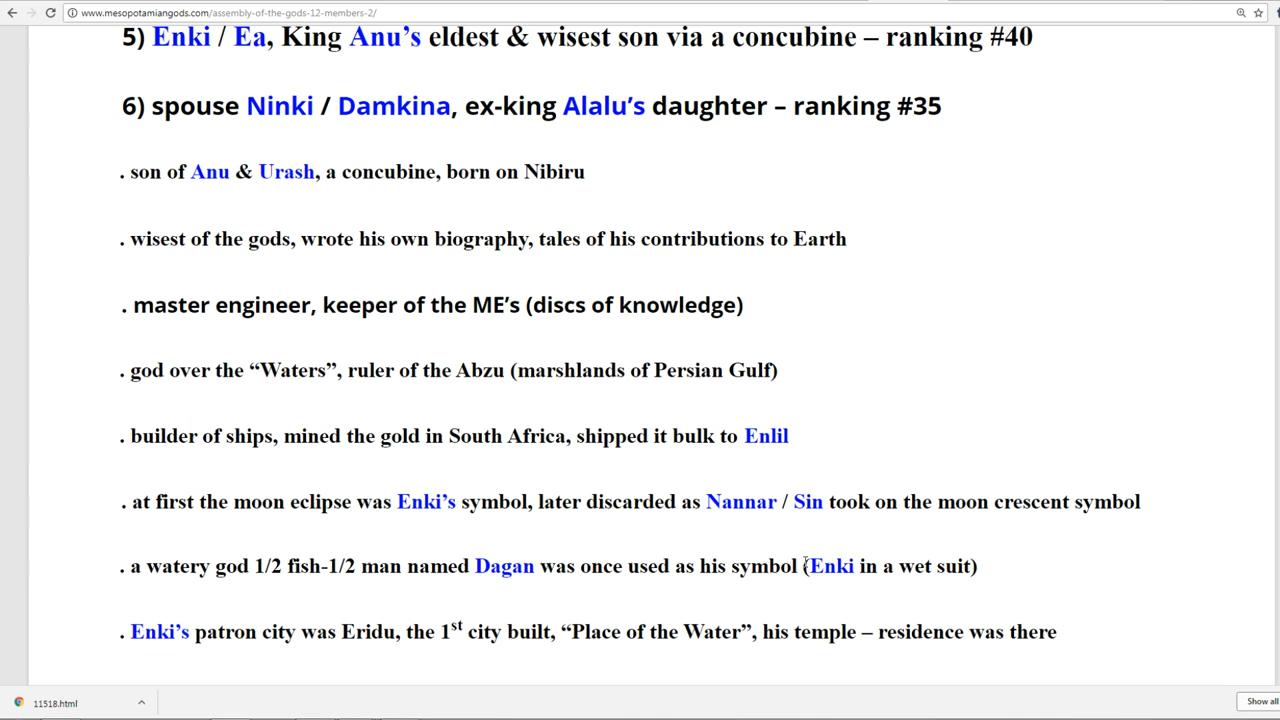 www.mesopotamiangods.com/assembly-of-the-gods-12-members-2/
5) Enki / Ea, King Anu’s eldest & wisest son via a concubine – ranking #40
6) spouse Ninki / Damkina, ex-king Alalu’s daughter – ranking #35
. son of Anu & Urash, a concubine, born on Nibiru
. wisest of the gods, wrote his own biography, tales of his contributions to Earth
. master engineer, keeper of the ME’s (discs of knowledge)
. god over the “Waters”, ruler of the Abzu (marshlands of Persian Gulf)
. builder of ships, mined the gold in South Africa, shipped it bulk to Enlil
. at first the moon eclipse was Enki’s symbol, later discarded as Nannar / Sin took on the moon crescent symbol
. a watery god 1/2 fish-1/2 man named Dagan was once used as his symbol (Enki in a wet suit)
. Enki’s patron city was Eridu, the 1st city built, “Place of the Water”, his temple – residence was there
11518.html
Show all